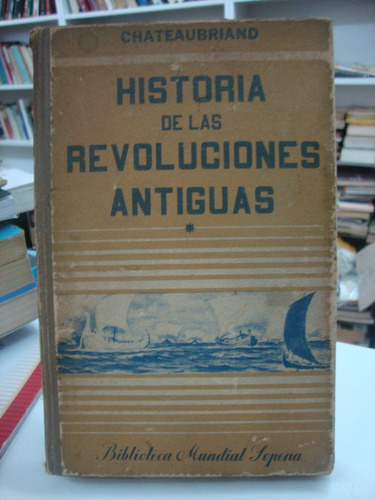 CHATEAUBRIAND
HISTORIA
DE LAS
REVOLUCIONES
ANTIGUAS
*
Biblioteca Mundial Sopena